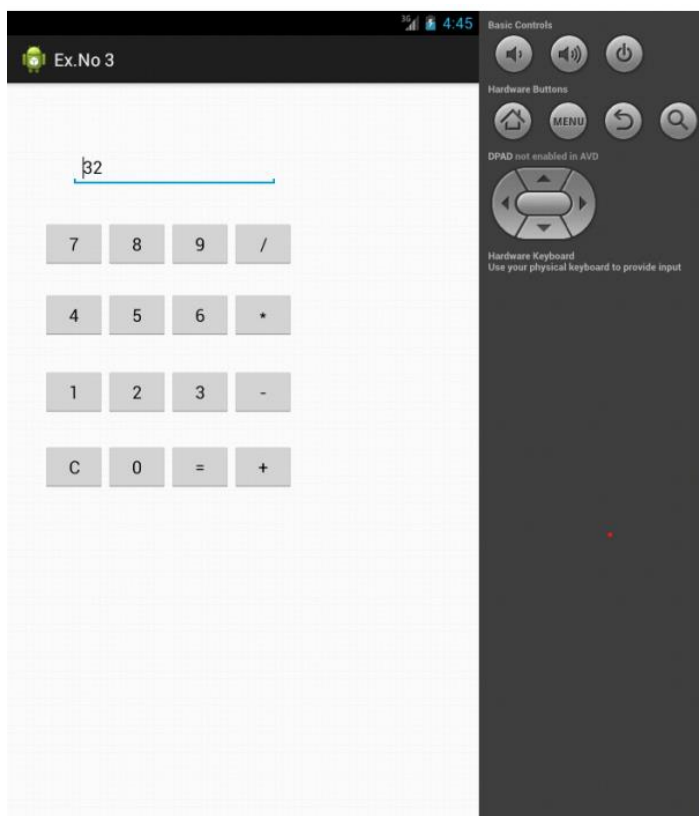 3G 4:45
Ex.No 3
32
7 8 9 /
4 5 6 *
1 2 3 -
C 0 = +
Basic Controls
Hardware Buttons
MENU
DPAD not enabled in AVD
Hardware Keyboard
Use your physical keyboard to provide input